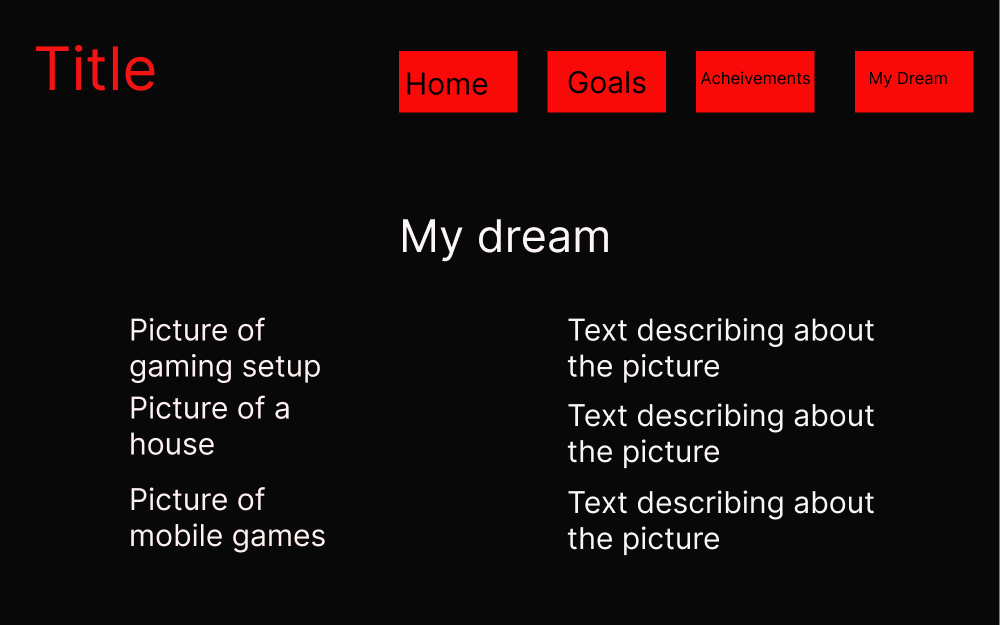 Title
Home
Goals
Acheivements
My Dream
My dream
Picture of
gaming setup
Text describing about
the picture
Picture of a
house
Text describing about
the picture
Picture of
mobile games
Text describing about
the picture